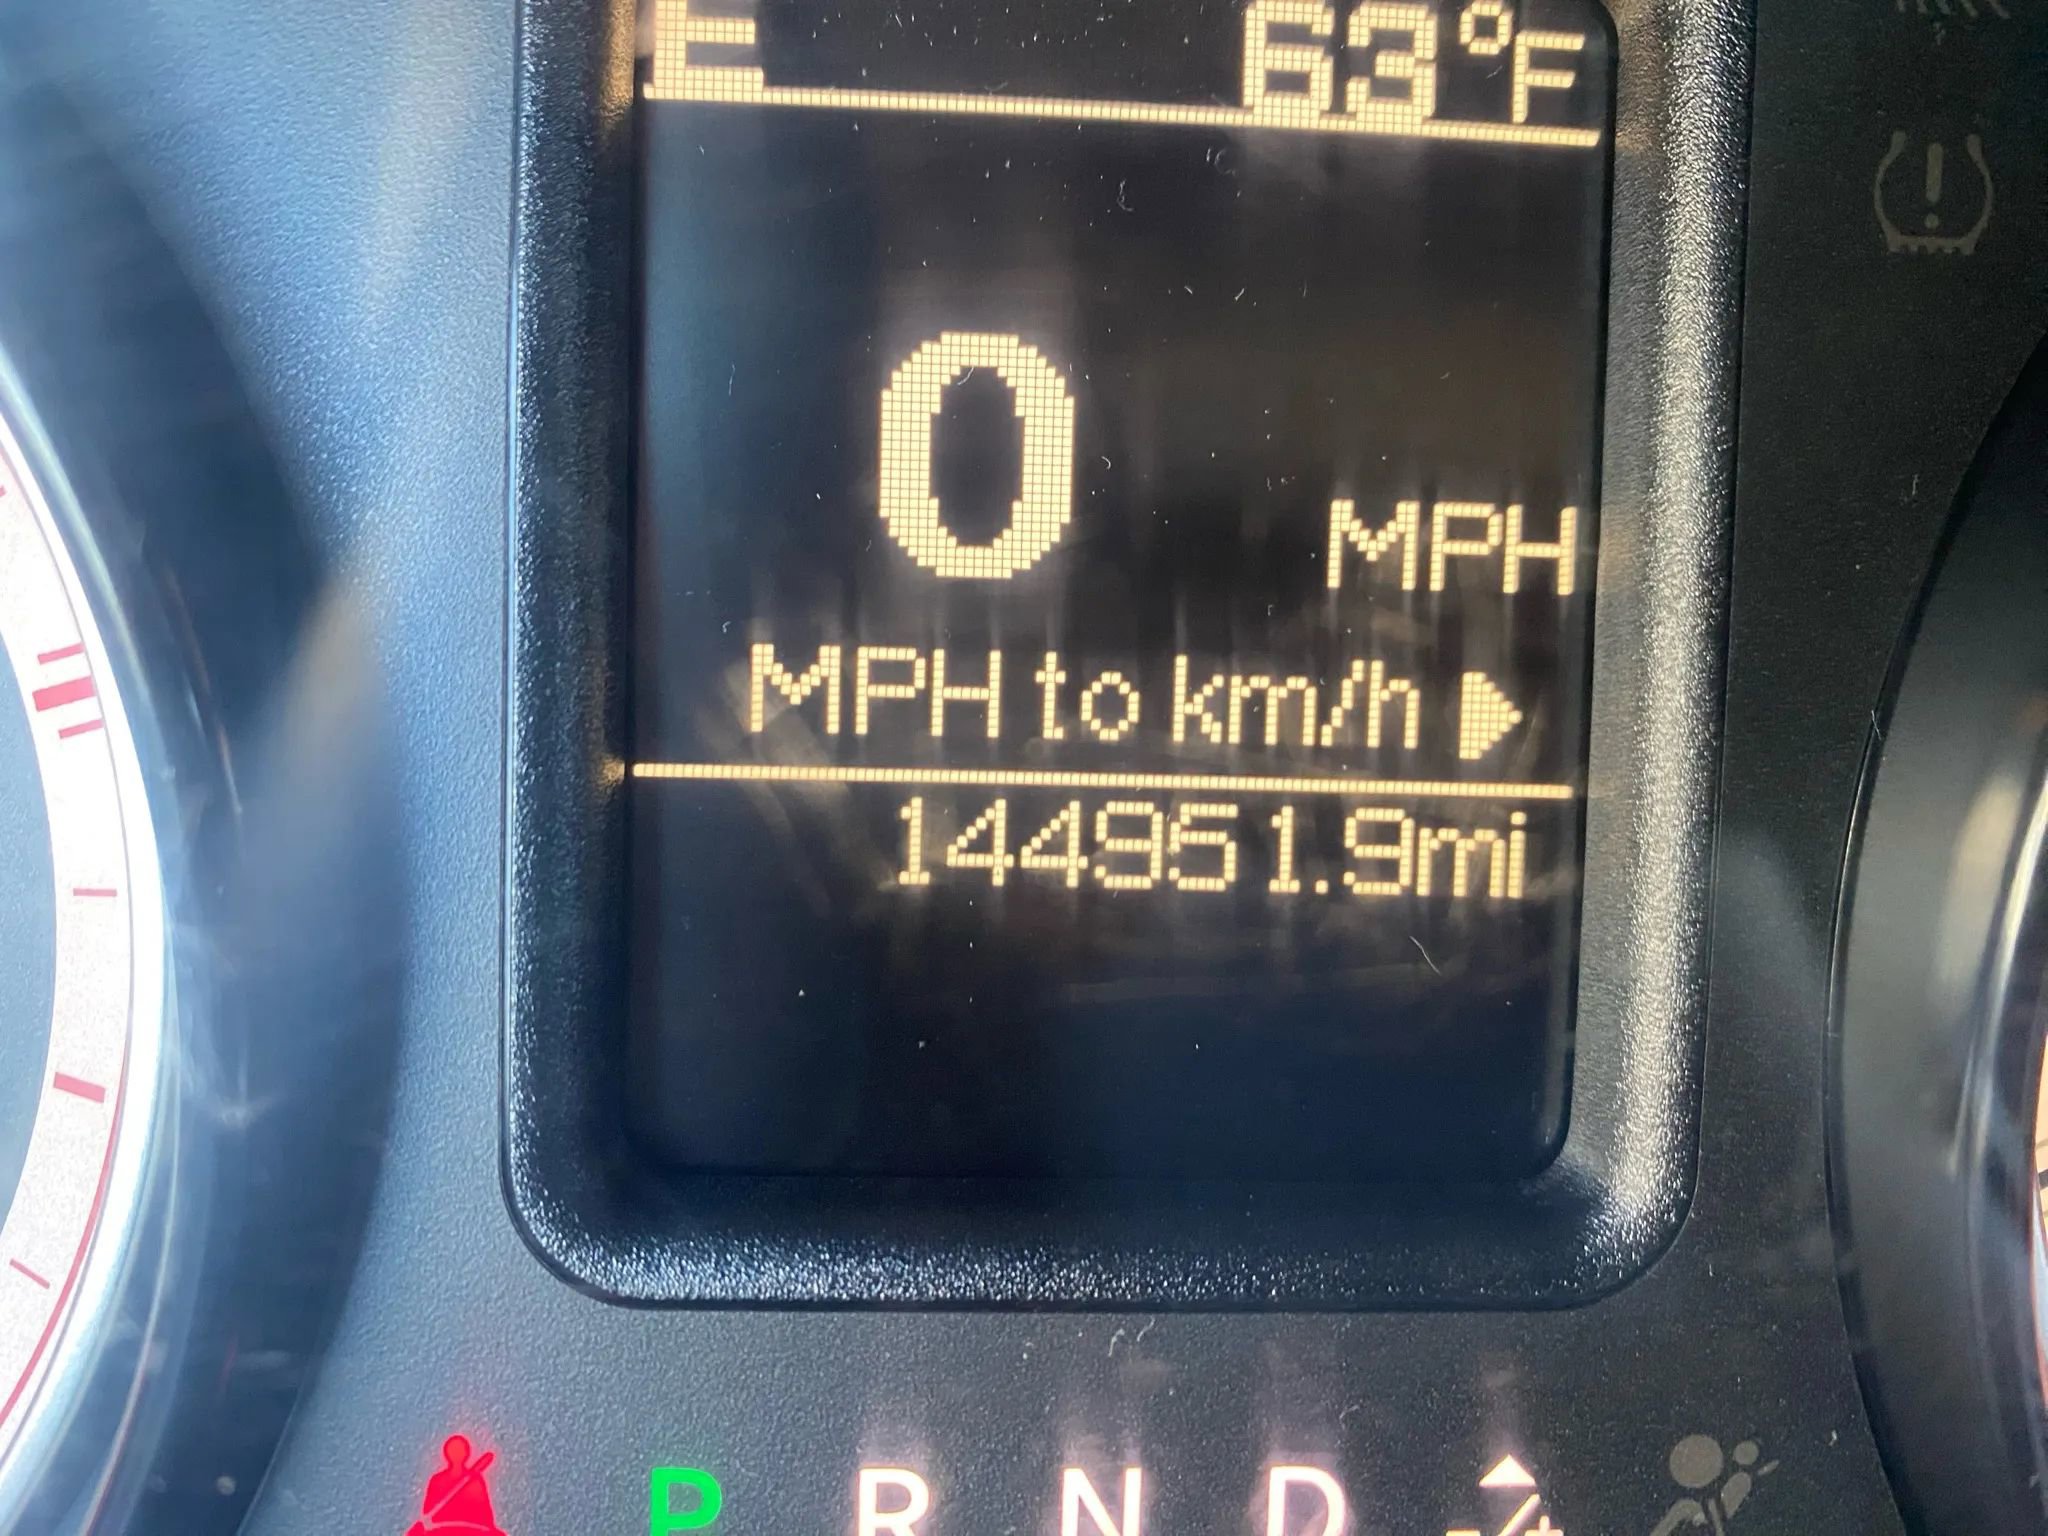 E 63°F
0 MPH
MPH to km/h ▶
144951.9mi
P R N D